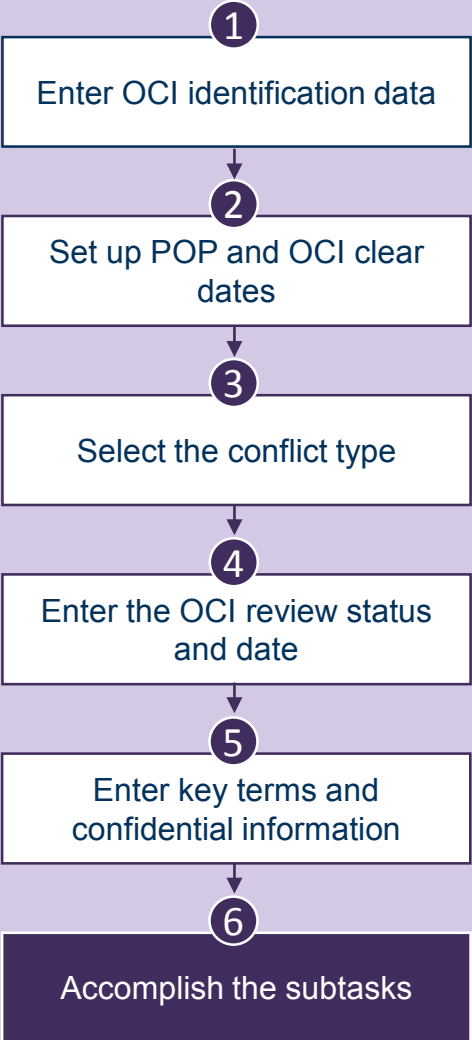 1
Enter OCI identification data
2
Set up POP and OCI clear
dates
3
Select the conflict type
4
Enter the OCI review status
and date
5
Enter key terms and
confidential information
6
Accomplish the subtasks